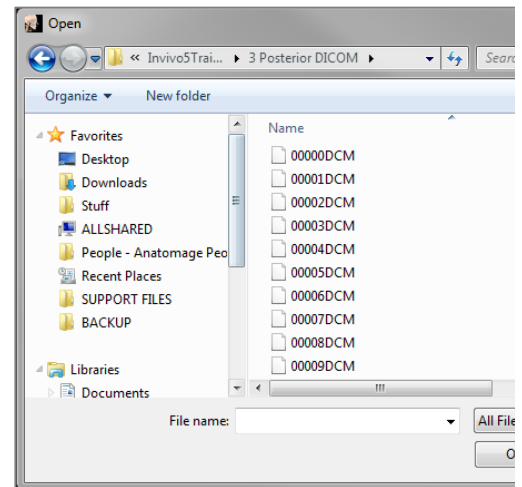 Open
« Invivo5Trai... 3 Posterior DICOM Searc
Organize New folder
Name
Favorites
Desktop
Downloads
Stuff
ALLSHARED
People - Anatomage Peo
Recent Places
SUPPORT FILES
BACKUP
Libraries
Documents
00000DCM
00001DCM
00002DCM
00003DCM
00004DCM
00005DCM
00006DCM
00007DCM
00008DCM
00009DCM
File name: All File
O